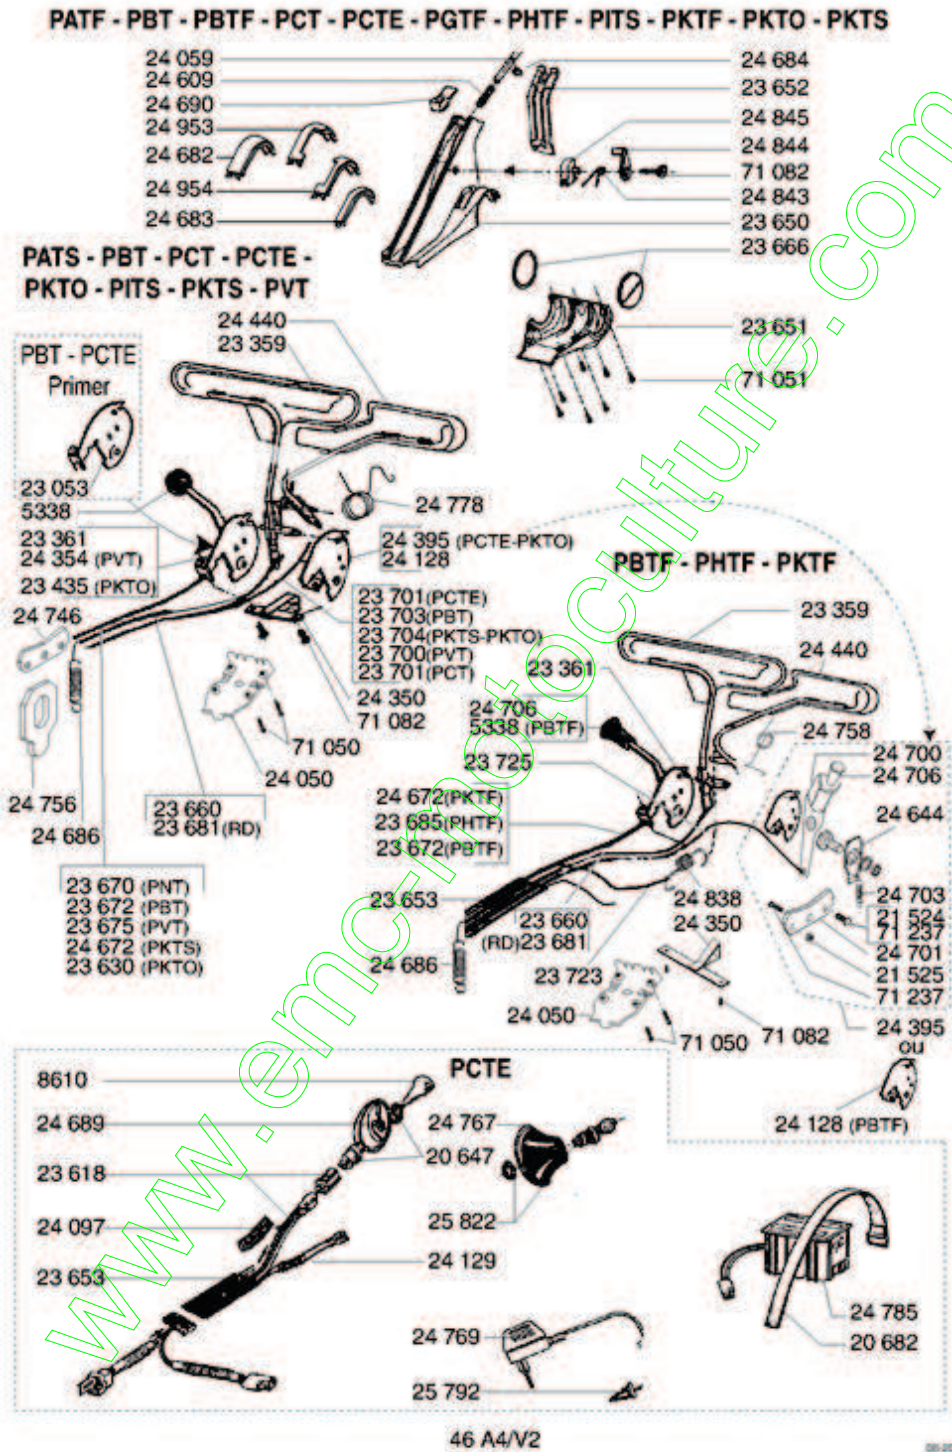 PATF - PBT - PBTF - PCT - PCTE - PGTF - PHTF - PITS - PKTF - PKTO - PKTS
24 059
24 609
24 690
24 953
24 682
24 954
24 683
24 684
23 652
24 845
24 844
71 082
24 843
23 650
23 666
23 651
71 051
PATS - PBT - PCT - PCTE -
PKTO - PITS - PKTS - PVT
24 440
23 359
PBT - PCTE
Primer
23 053
5338
23 361
24 354 (PVT)
23 435 (PKTO)
24 746
24 778
24 395 (PCTE-PKTO)
24 128
23 701 (PCTE)
23 703 (PBT)
23 704 (PKTS-PKTO)
23 700 (PVT)
23 701 (PCT)
24 350
71 082
71 050
24 050
24 756
24 686
23 660
23 681 (RD)
23 670 (PNT)
23 672 (PBT)
23 675 (PVT)
24 672 (PKTS)
23 630 (PKTO)
PBTF - PHTF - PKTF
23 359
24 440
23 361
24 706
5338 (PBTF)
23 725
24 672 (PKTF)
23 685 (PHTF)
23 672 (PBTF)
24 758
24 700
24 706
24 644
24 703
21 524
71 237
24 701
21 525
71 237
24 395
ou
24 128 (PBTF)
23 653
23 660
(RD) 23 681
24 838
24 350
24 686
23 723
24 050
71 050
71 082
PCTE
8610
24 689
23 618
24 097
23 653
24 767
20 647
25 822
24 129
24 769
25 792
24 785
20 682
46 A4/V2
www.emc-motoculture.com